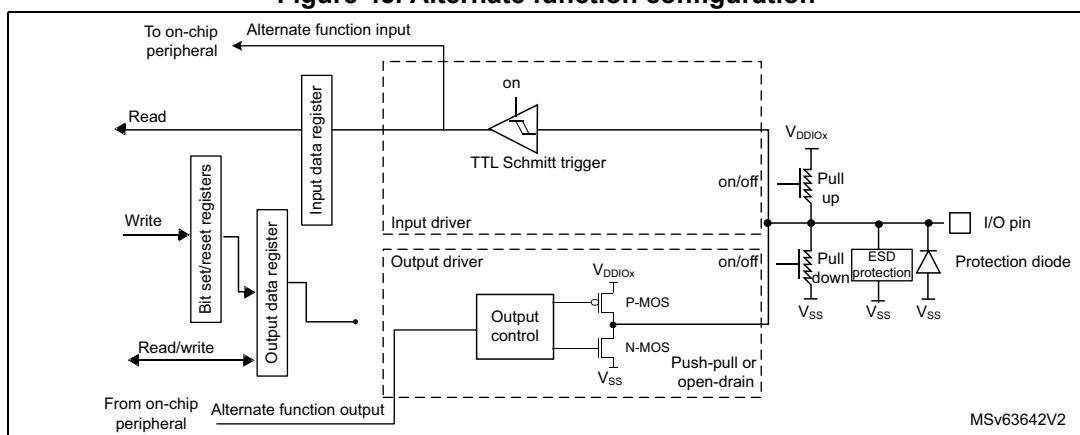 Figure 43. Alternate function configuration
To on-chip
peripheral
Alternate function input
on
Read
Input data register
TTL Schmitt trigger
VDDIOx
on/off
Pull
up
Bit set/reset registers
Write
Output data register
Input driver
I/O pin
Output driver
on/off
Pull
down
ESD
protection
Protection diode
VDDIOx
P-MOS
Output
control
VSS
VSS
VSS
N-MOS
Read/write
VSS
Push-pull or
open-drain
From on-chip
peripheral
Alternate function output
MSv63642V2